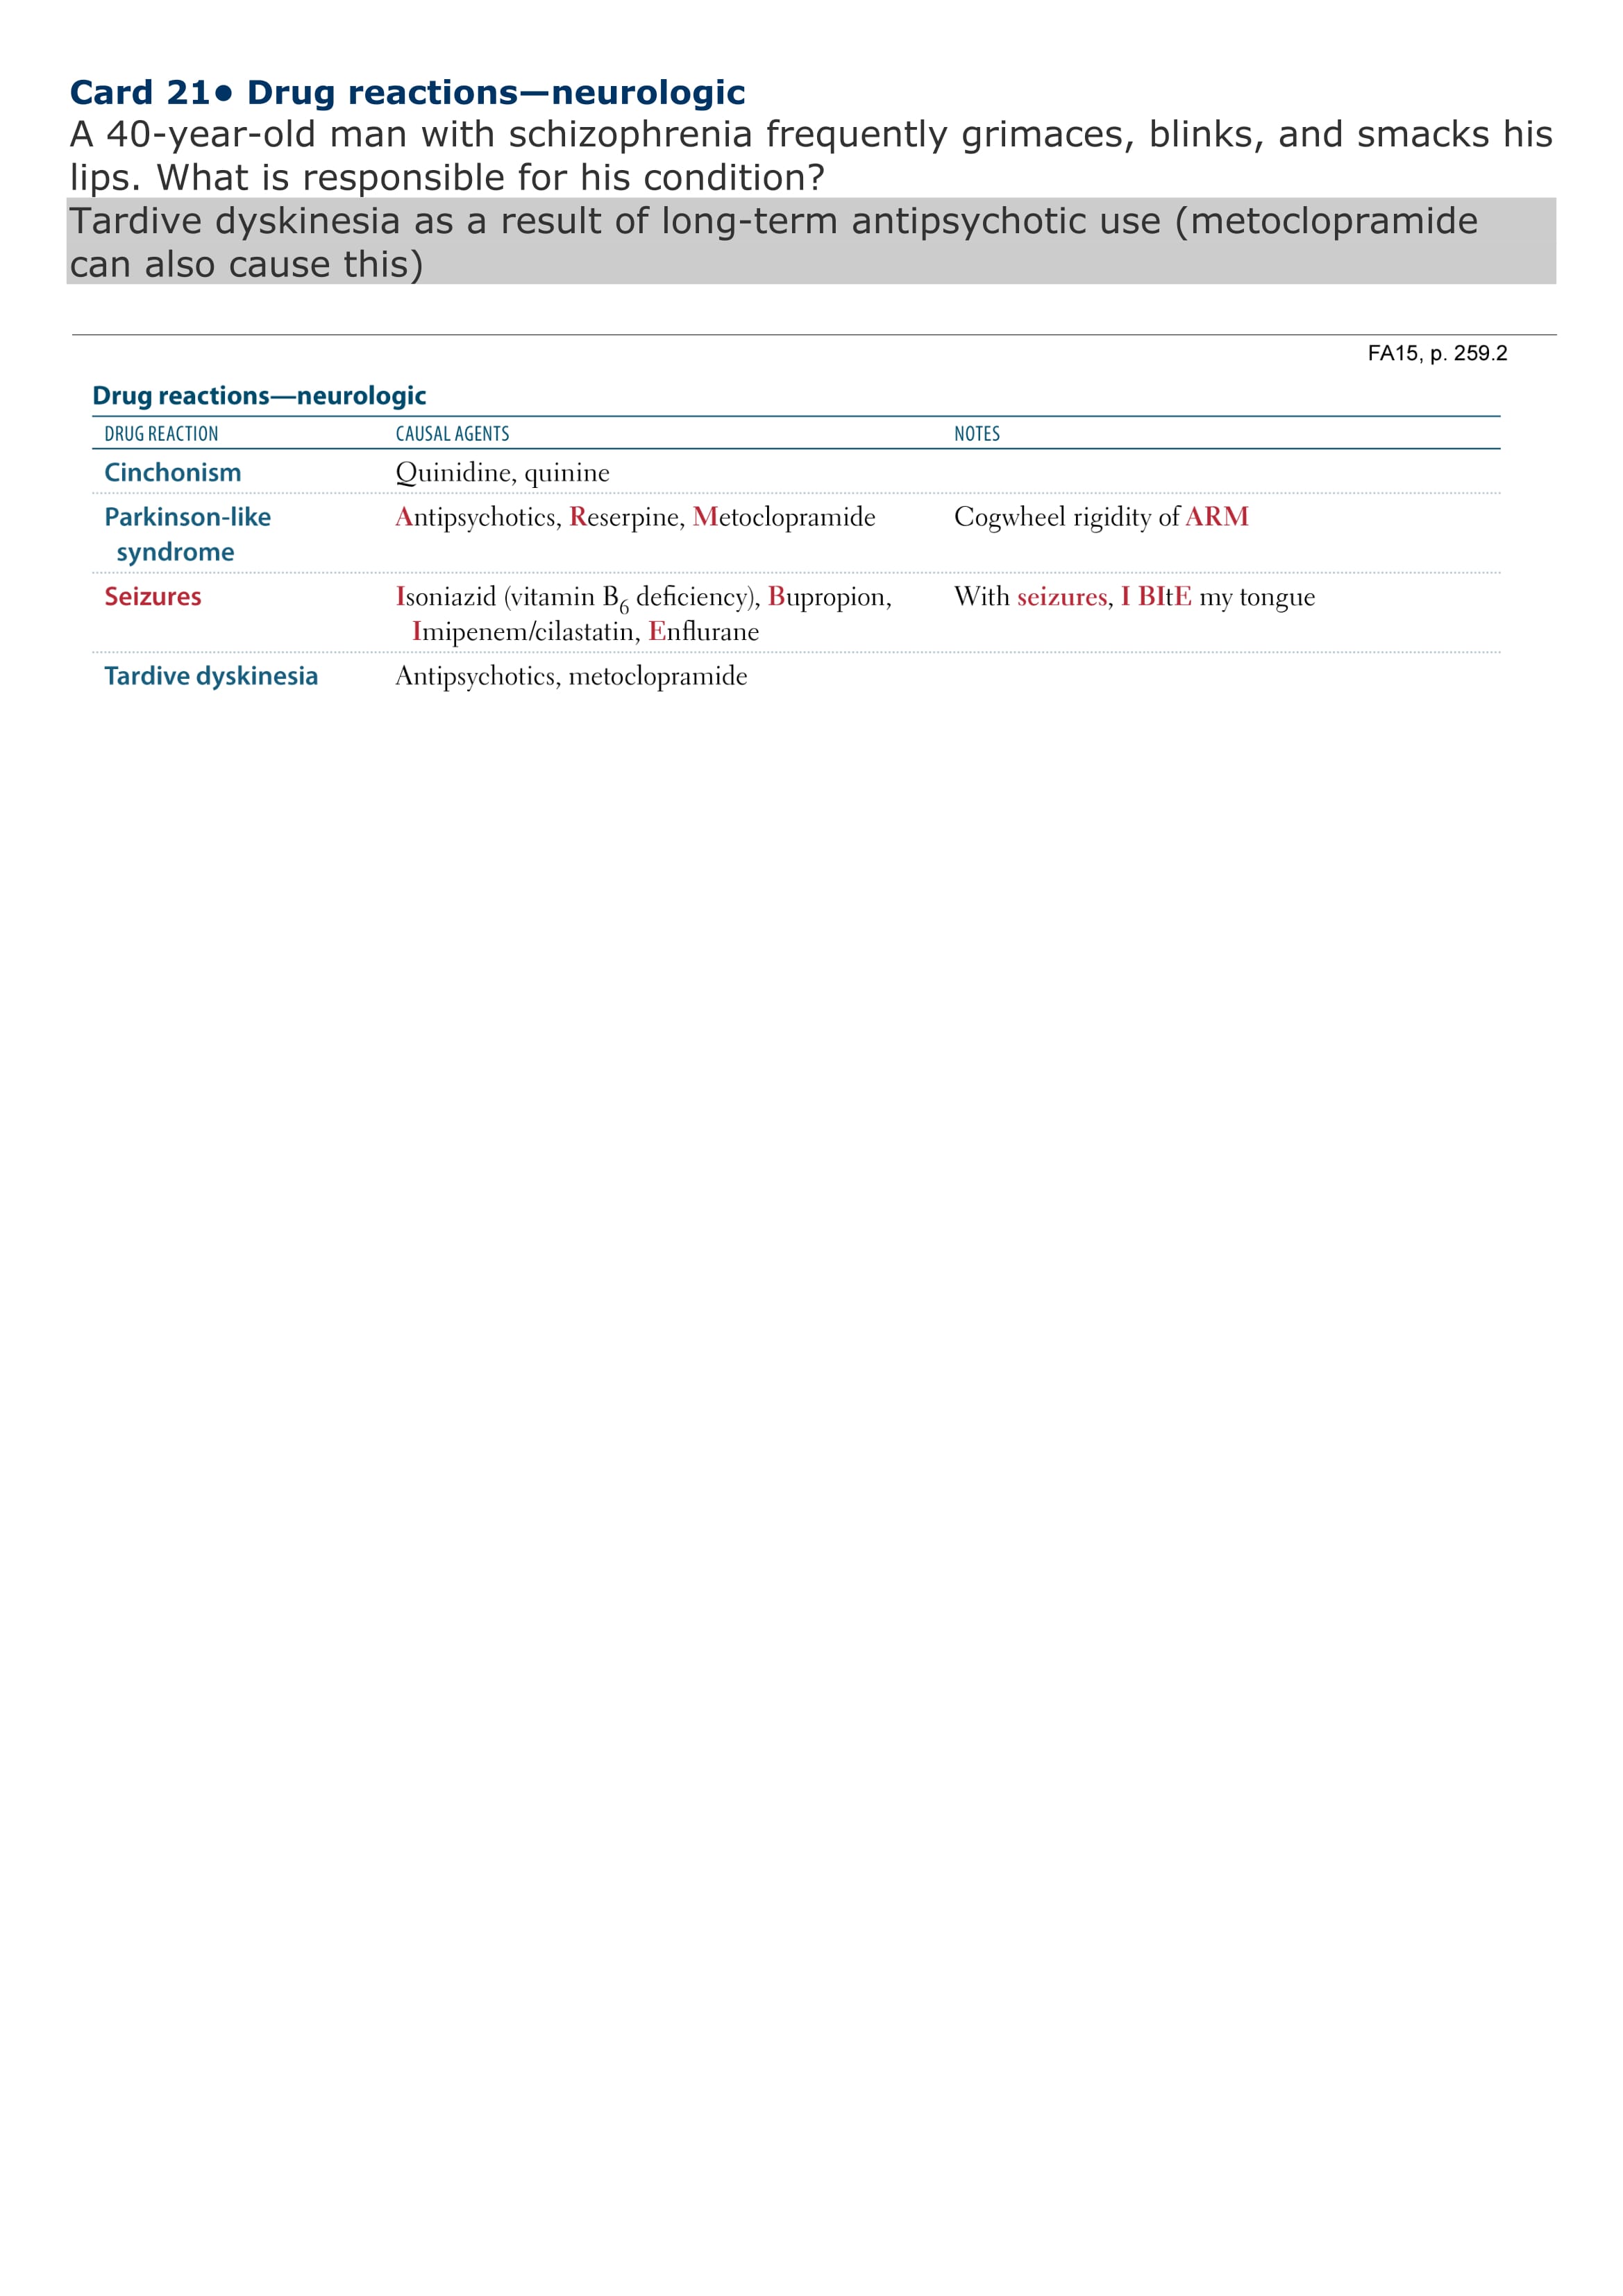 Card 21● Drug reactions—neurologic
A 40-year-old man with schizophrenia frequently grimaces, blinks, and smacks his
lips. What is responsible for his condition?
Tardive dyskinesia as a result of long-term antipsychotic use (metoclopramide
can also cause this)
FA15, p. 259.2
Drug reactions—neurologic
DRUG REACTION CAUSAL AGENTS NOTES
Cinchonism Quinidine, quinine
Parkinson-like Antipsychotics, Reserpine, Metoclopramide Cogwheel rigidity of ARM
syndrome
Seizures Isoniazid (vitamin B6 deficiency), Bupropion, With seizures, I BItE my tongue
Imipenem/cilastatin, Enflurane
Tardive dyskinesia Antipsychotics, metoclopramide